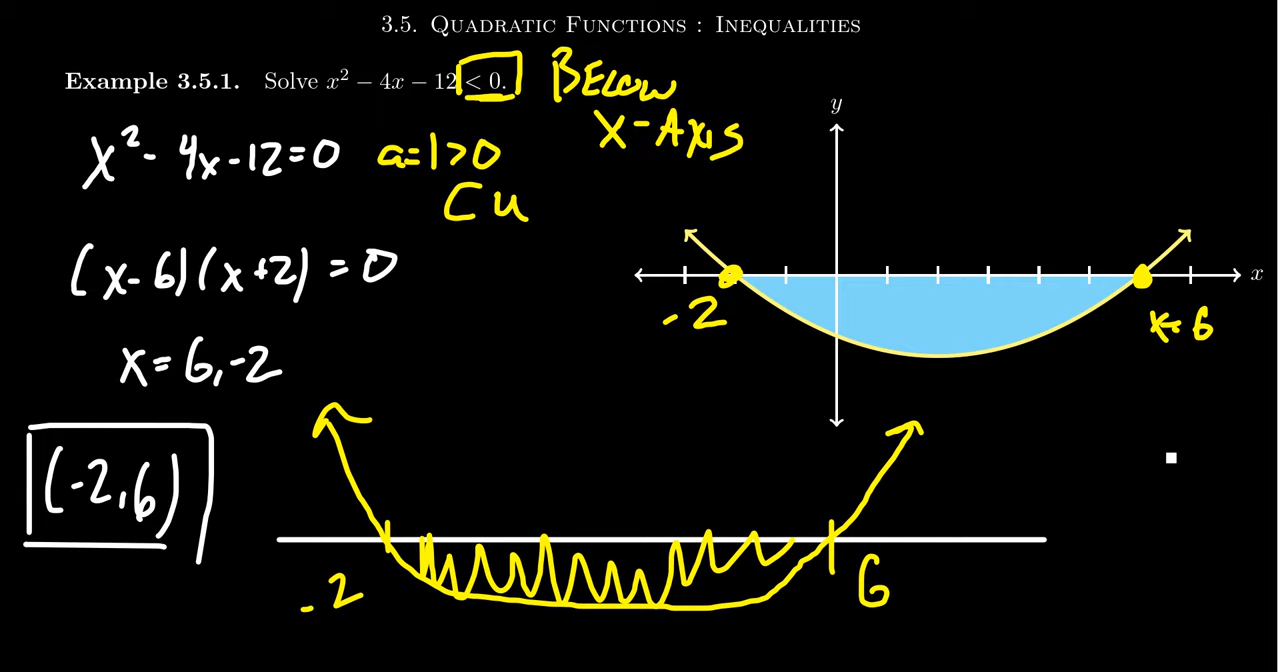 3.5. Quadratic Functions : Inequalities
Example 3.5.1. Solve x² − 4x − 12 < 0.
Below
x-Axis
x² - 4x - 12 = 0
a = 1 > 0
Cu
(x - 6)(x + 2) = 0
x = 6, -2
(-2, 6)
y
x
-2
x = 6
-2
6